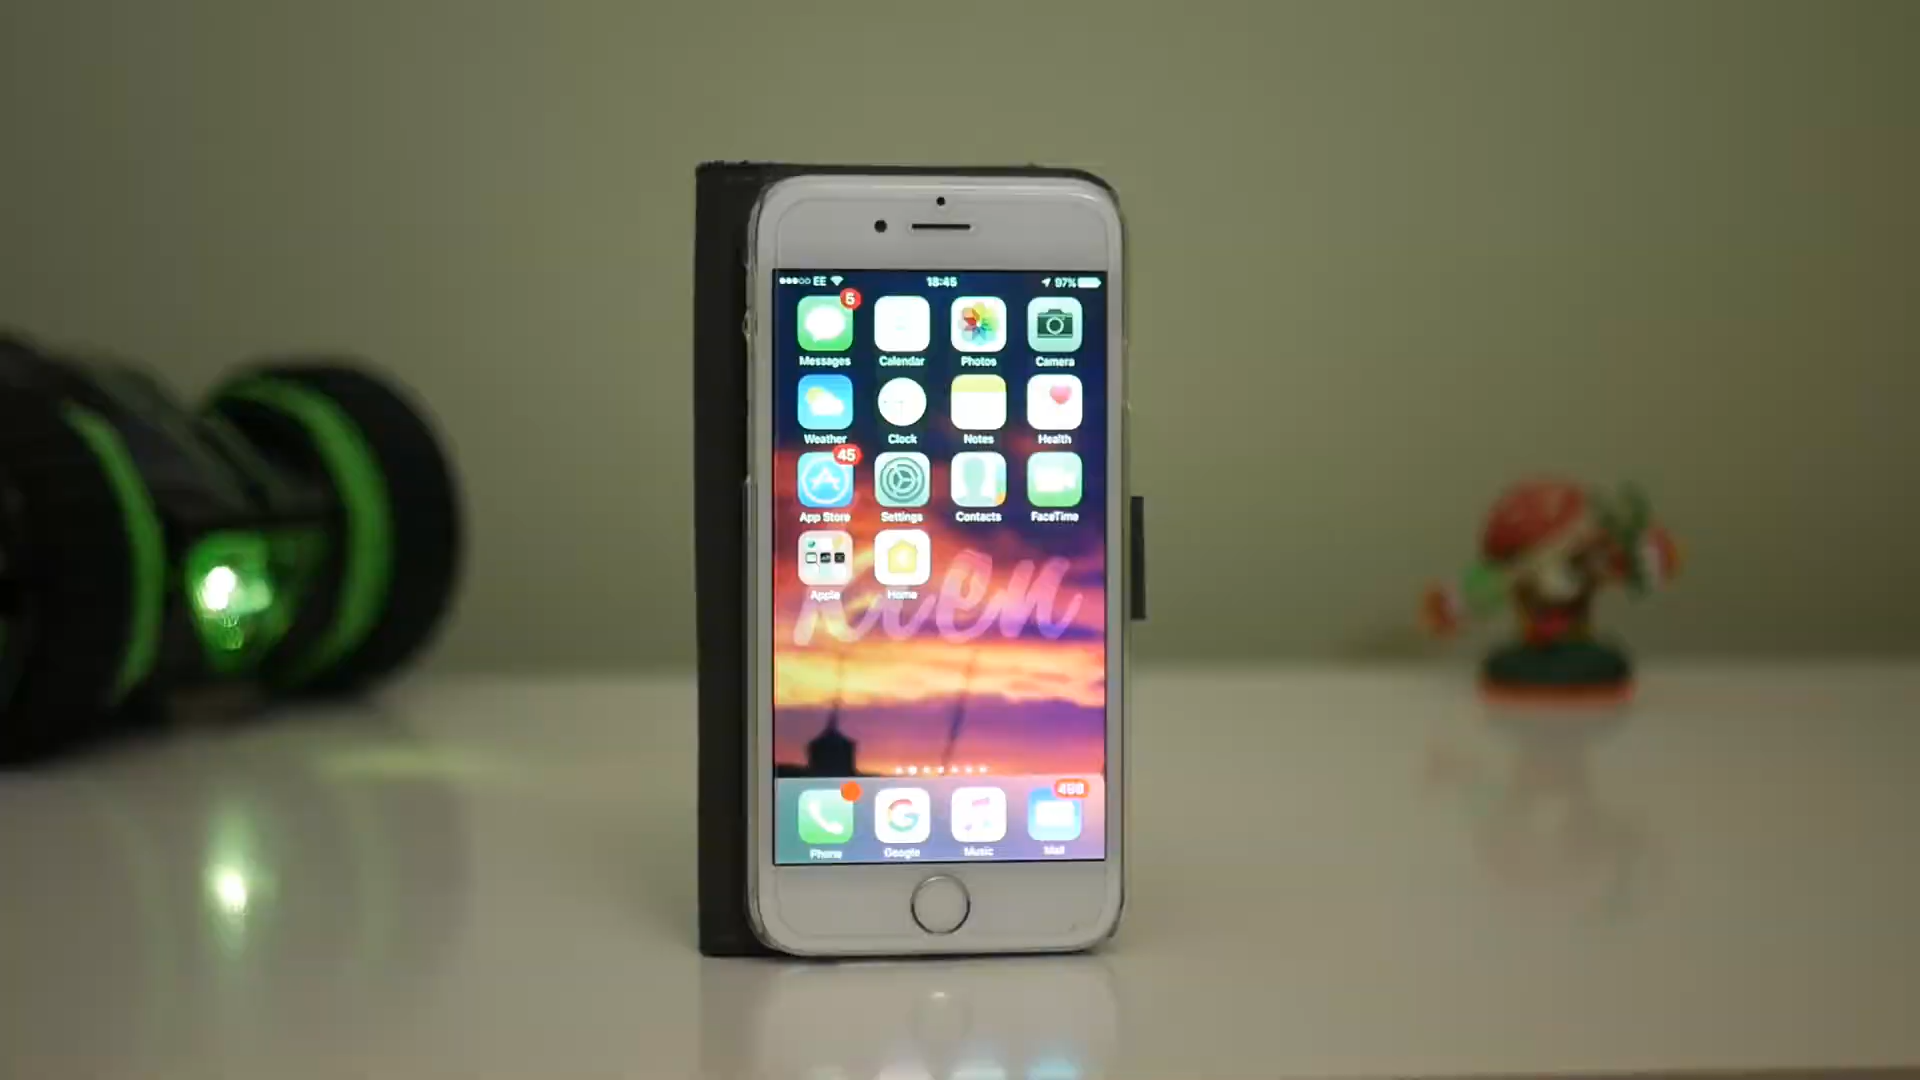 EE 18:45 97%
5
Messages Calendar Photos Camera
Weather Clock Notes Health
45
App Store Settings Contacts FaceTime
Apple Home
Phone Google Music Mail